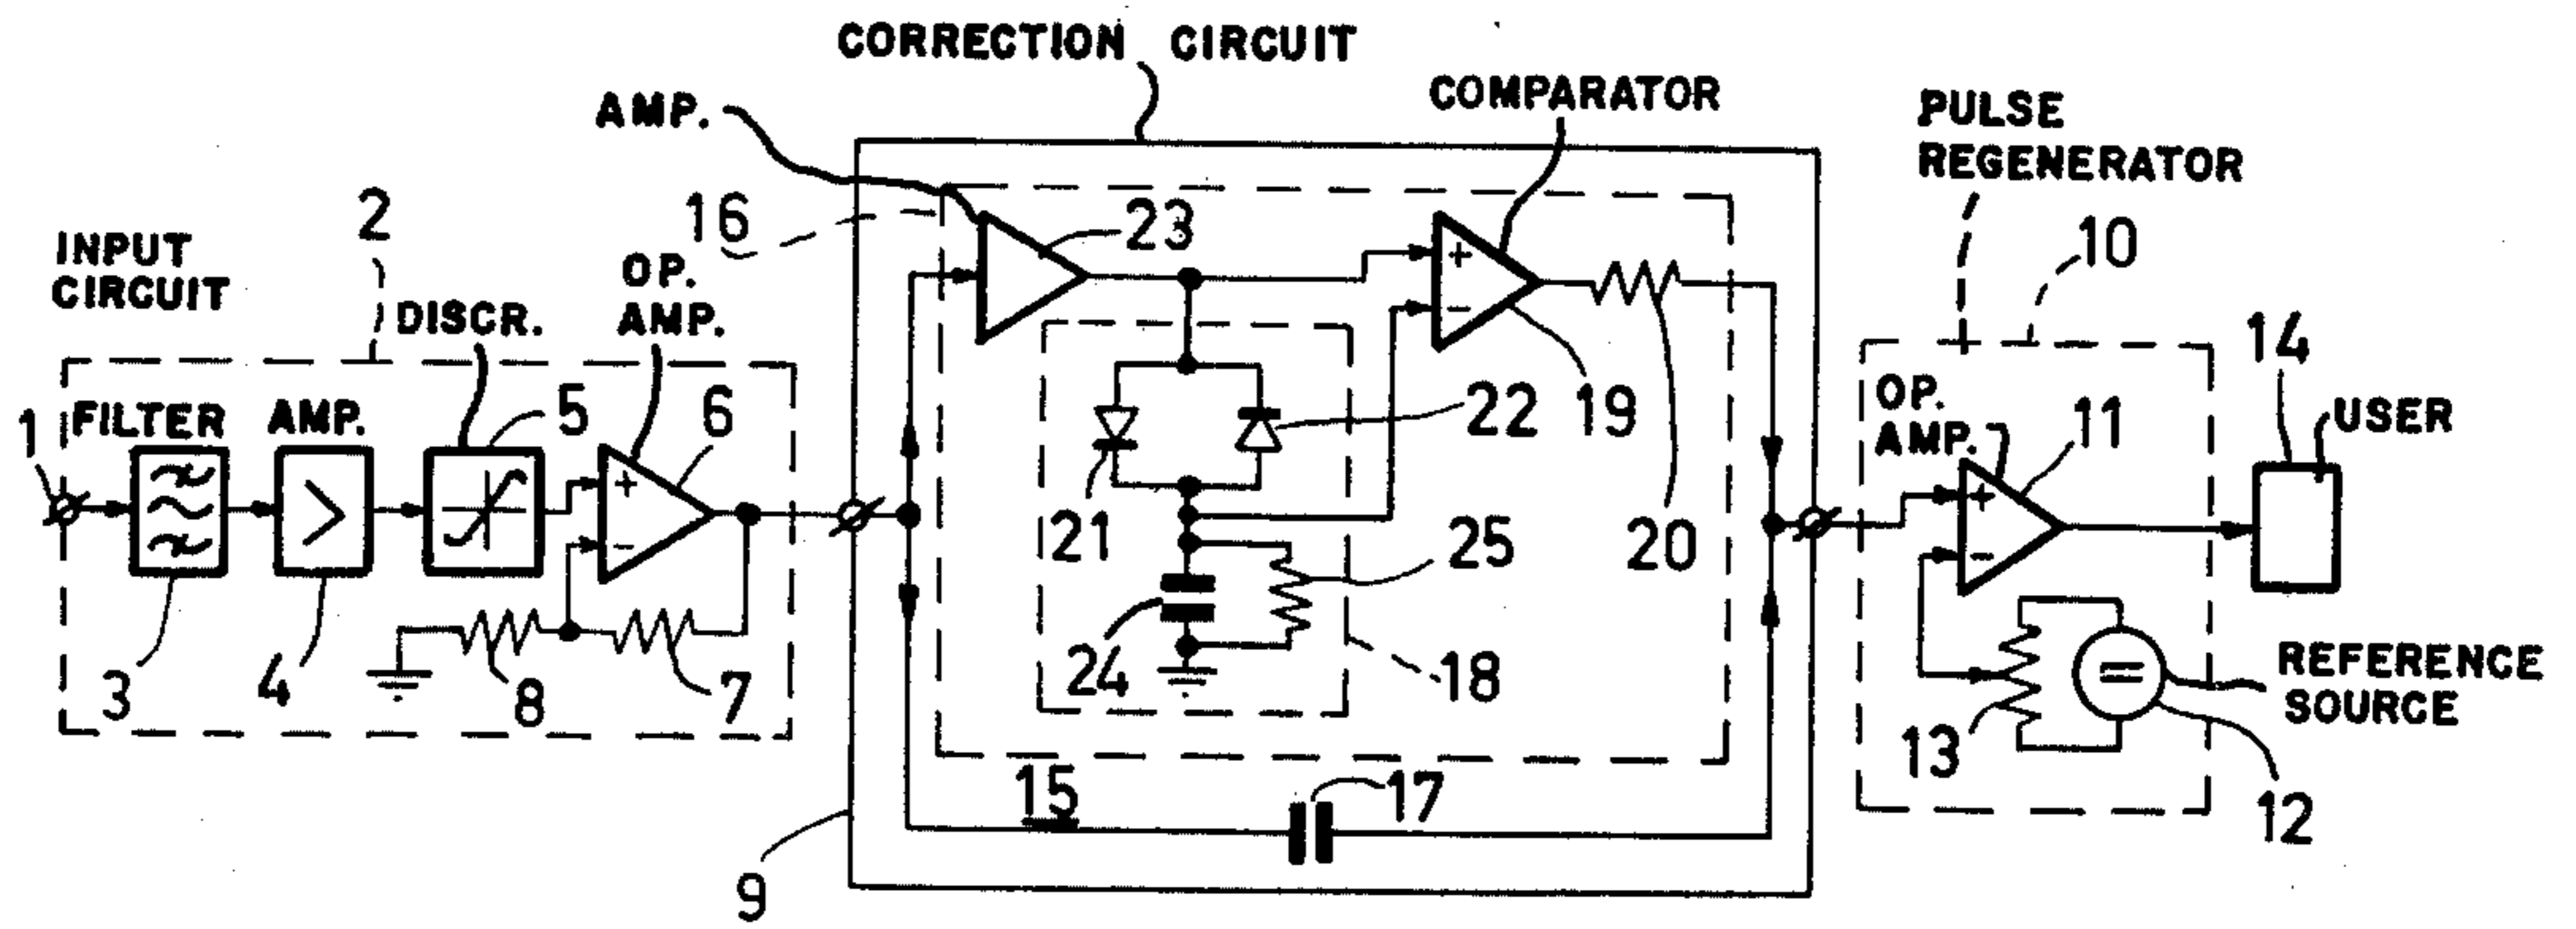 CORRECTION CIRCUIT
AMP.
COMPARATOR
PULSE
REGENERATOR
2
16
23
10
INPUT
CIRCUIT
OP.
AMP.
DISCR.
+
-
14
1
FILTER
AMP.
5
6
22
19
OP.
AMP.
11
USER
+
-
21
25
20
+
-
3
4
8
7
24
18
13
REFERENCE
SOURCE
15
17
12
9